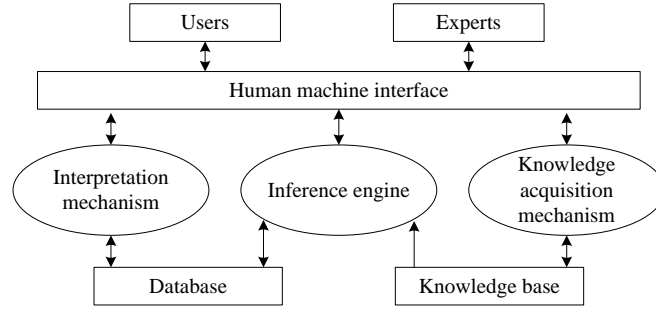 Users
Experts
Human machine interface
Interpretation
mechanism
Inference engine
Knowledge
acquisition
mechanism
Database
Knowledge base